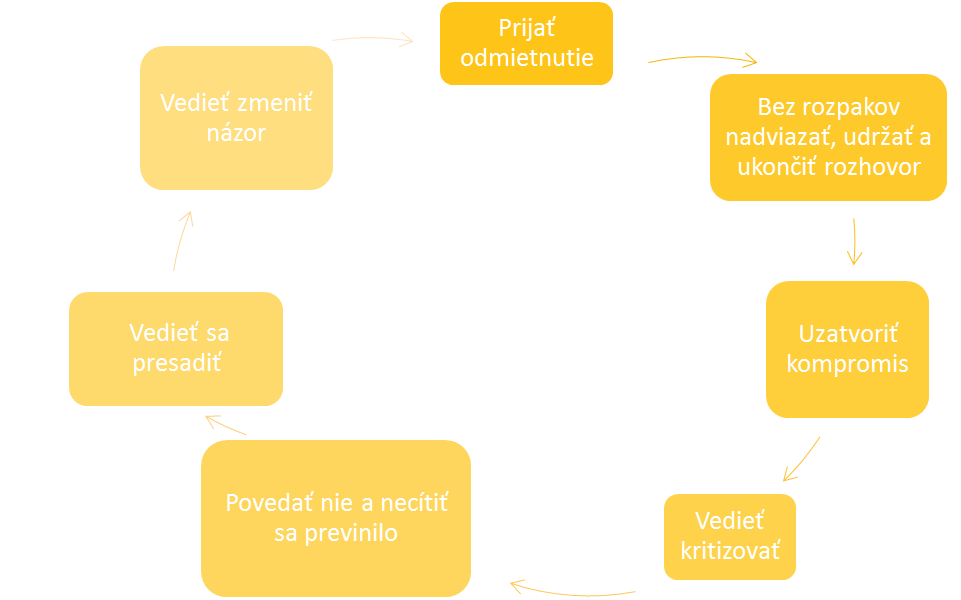 Prijať
odmietnutie
Bez rozpakov
nadviazať, udržať a
ukončiť rozhovor
Uzatvoriť
kompromis
Vedieť
kritizovať
Povedať nie a necítiť
sa previnilo
Vedieť sa
presadiť
Vedieť zmeniť
názor